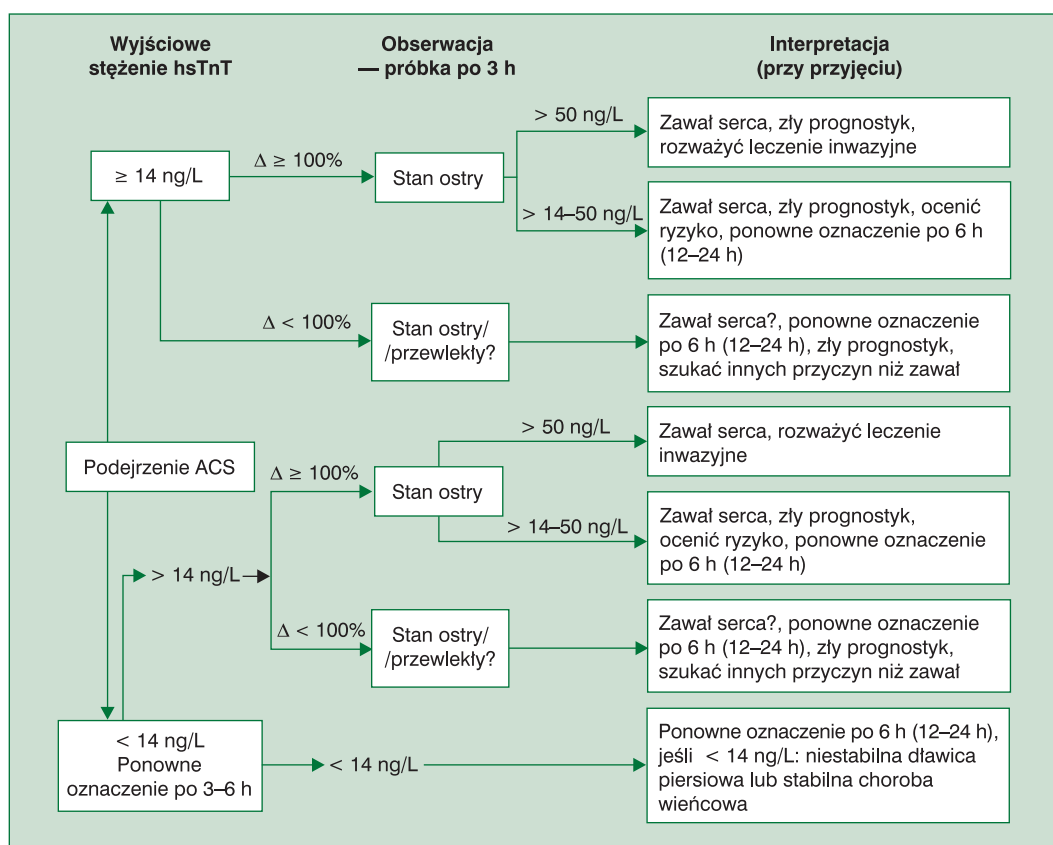 Wyjściowe
stężenie hsTnT
Obserwacja
— próbka po 3 h
Interpretacja
(przy przyjęciu)
≥ 14 ng/L
Δ ≥ 100%
Stan ostry
> 50 ng/L
Zawał serca, zły prognostyk,
rozważyć leczenie inwazyjne
> 14–50 ng/L
Zawał serca, zły prognostyk, ocenić
ryzyko, ponowne oznaczenie po 6 h
(12–24 h)
Δ < 100%
Stan ostry/
/przewlekły?
Zawał serca?, ponowne oznaczenie
po 6 h (12–24 h), zły prognostyk,
szukać innych przyczyn niż zawał
Podejrzenie ACS
> 14 ng/L
Δ ≥ 100%
Stan ostry
> 50 ng/L
Zawał serca, rozważyć leczenie
inwazyjne
> 14–50 ng/L
Zawał serca, zły prognostyk,
ocenić ryzyko, ponowne oznaczenie
po 6 h (12–24 h)
Δ < 100%
Stan ostry/
/przewlekły?
Zawał serca?, ponowne oznaczenie
po 6 h (12–24 h), zły prognostyk,
szukać innych przyczyn niż zawał
< 14 ng/L
Ponowne
oznaczenie po 3–6 h
< 14 ng/L
Ponowne oznaczenie po 6 h (12–24 h),
jeśli < 14 ng/L: niestabilna dławica
piersiowa lub stabilna choroba
wieńcowa